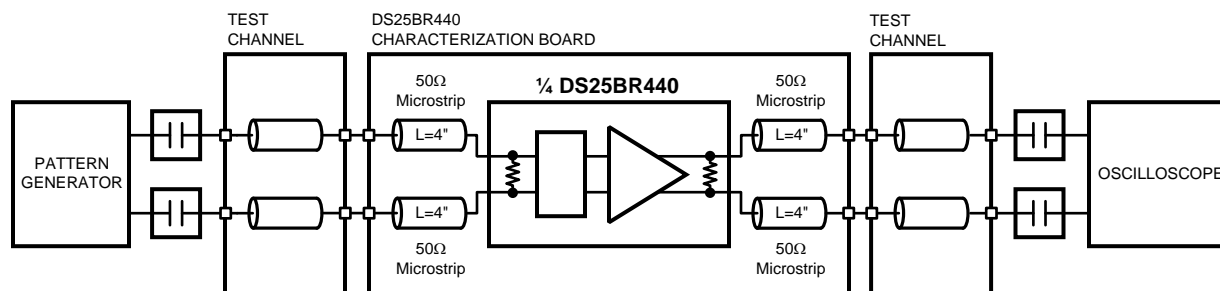 TEST
CHANNEL
DS25BR440
CHARACTERIZATION BOARD
TEST
CHANNEL
50Ω
Microstrip
¼ DS25BR440
50Ω
Microstrip
L=4"
L=4"
PATTERN
GENERATOR
OSCILLOSCOPE
L=4"
L=4"
50Ω
Microstrip
50Ω
Microstrip